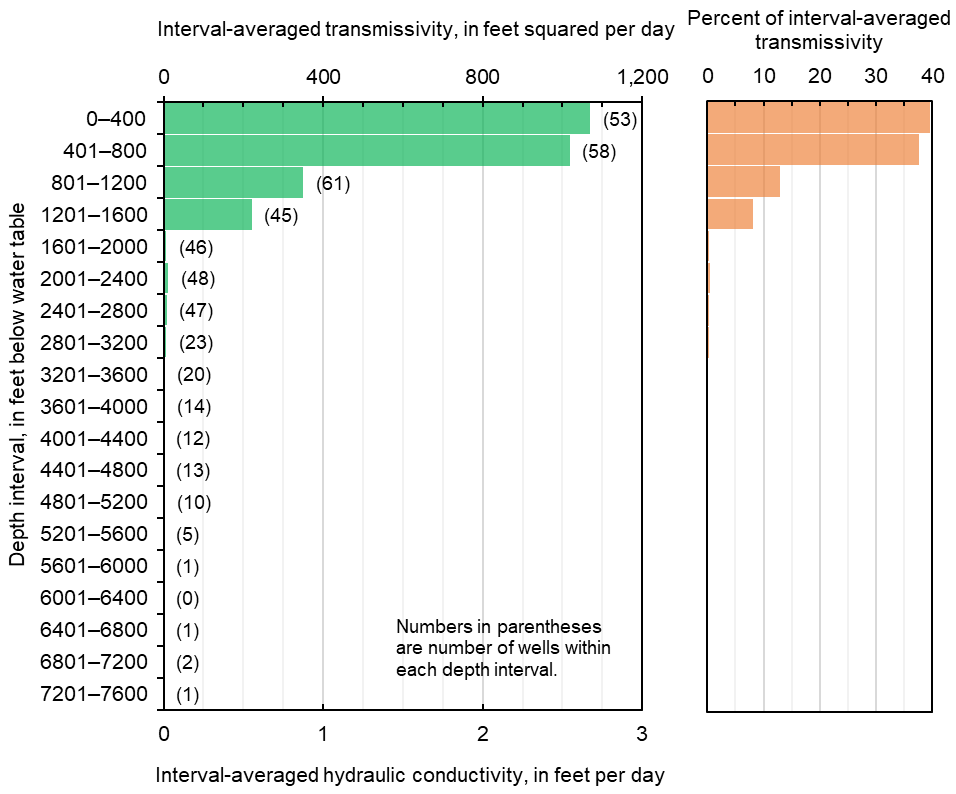 Interval-averaged transmissivity, in feet squared per day
Percent of interval-averaged
transmissivity
0 400 800 1,200
0 10 20 30 40
Depth interval, in feet below water table
0–400 (53)
401–800 (58)
801–1200 (61)
1201–1600 (45)
1601–2000 (46)
2001–2400 (48)
2401–2800 (47)
2801–3200 (23)
3201–3600 (20)
3601–4000 (14)
4001–4400 (12)
4401–4800 (13)
4801–5200 (10)
5201–5600 (5)
5601–6000 (1)
6001–6400 (0)
6401–6800 (1)
6801–7200 (2)
7201–7600 (1)
Numbers in parentheses
are number of wells within
each depth interval.
0 1 2 3
Interval-averaged hydraulic conductivity, in feet per day